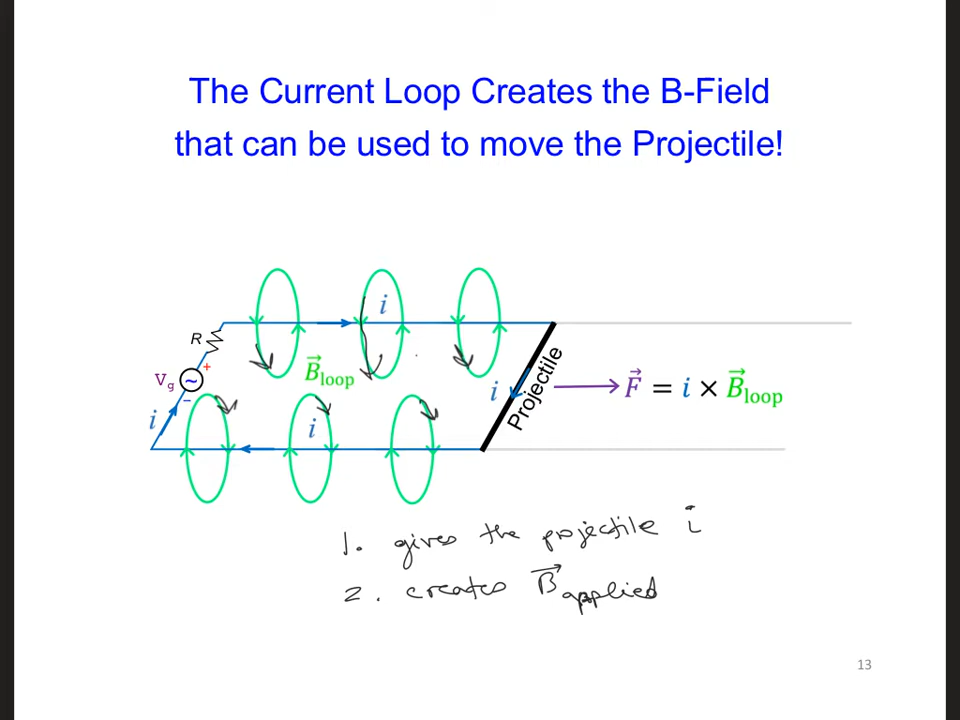 The Current Loop Creates the B-Field
that can be used to move the Projectile!
i
R
+
B⃗loop
Vg
~
−
i
i
i
Projectile
F⃗ = i × B⃗loop
1. gives the projectile i
2. creates B⃗applied
13